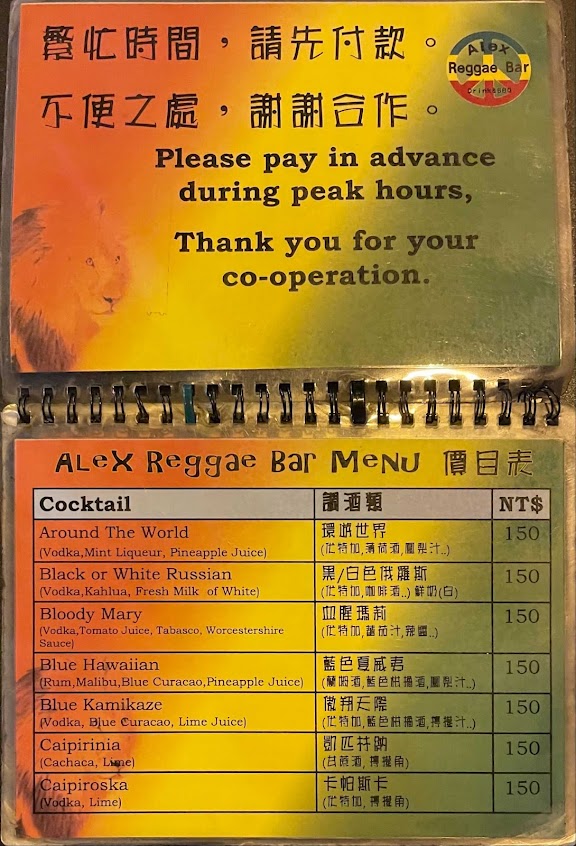 繁忙時間，請先付款。
Alex
Reggae Bar
不便之處，謝謝合作。
Please pay in advance
during peak hours,
Thank you for your
co-operation.
ALeX Reggae Bar MeNU 價目表
Cocktail 調酒類 NT$
Around The World 環遊世界 150
(Vodka,Mint Liqueur, Pineapple Juice) (伏特加,薄荷酒,鳳梨汁..)
Black or White Russian 黑/白色俄羅斯 150
(Vodka,Kahlua, Fresh Milk of White) (伏特加,咖啡酒..) 鮮奶(白)
Bloody Mary 血腥瑪莉 150
(Vodka,Tomato Juice, Tabasco, Worcestershire (伏特加,蕃茄汁,辣醬..)
Sauce)
Blue Hawaiian 藍色夏威夷 150
(Rum,Malibu,Blue Curacao,Pineapple Juice) (蘭姆酒,藍色柑橘酒,鳳梨汁..)
Blue Kamikaze 傲翔天際 150
(Vodka, Blue Curacao, Lime Juice) (伏特加,藍色柑橘酒,檸檬汁..)
Caipirinia 凱匹林納 150
(Cachaca, Lime) (甘蔗酒,檸檬角)
Caipiroska 卡帕斯卡 150
(Vodka, Lime) (伏特加,檸檬角)